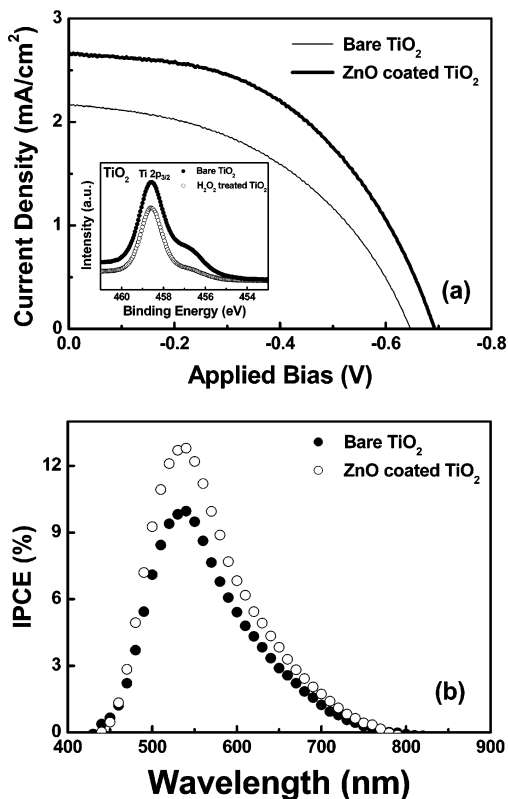 3
2
1
0
Current Density (mA/cm²)
Bare TiO₂
ZnO coated TiO₂
TiO₂ Ti 2p₃/₂
Bare TiO₂
H₂O₂ treated TiO₂
Intensity (a.u.)
460 458 456 454
Binding Energy (eV)
(a)
0.0 -0.2 -0.4 -0.6 -0.8
Applied Bias (V)
12
9
6
3
0
IPCE (%)
Bare TiO₂
ZnO coated TiO₂
(b)
400 500 600 700 800 900
Wavelength (nm)